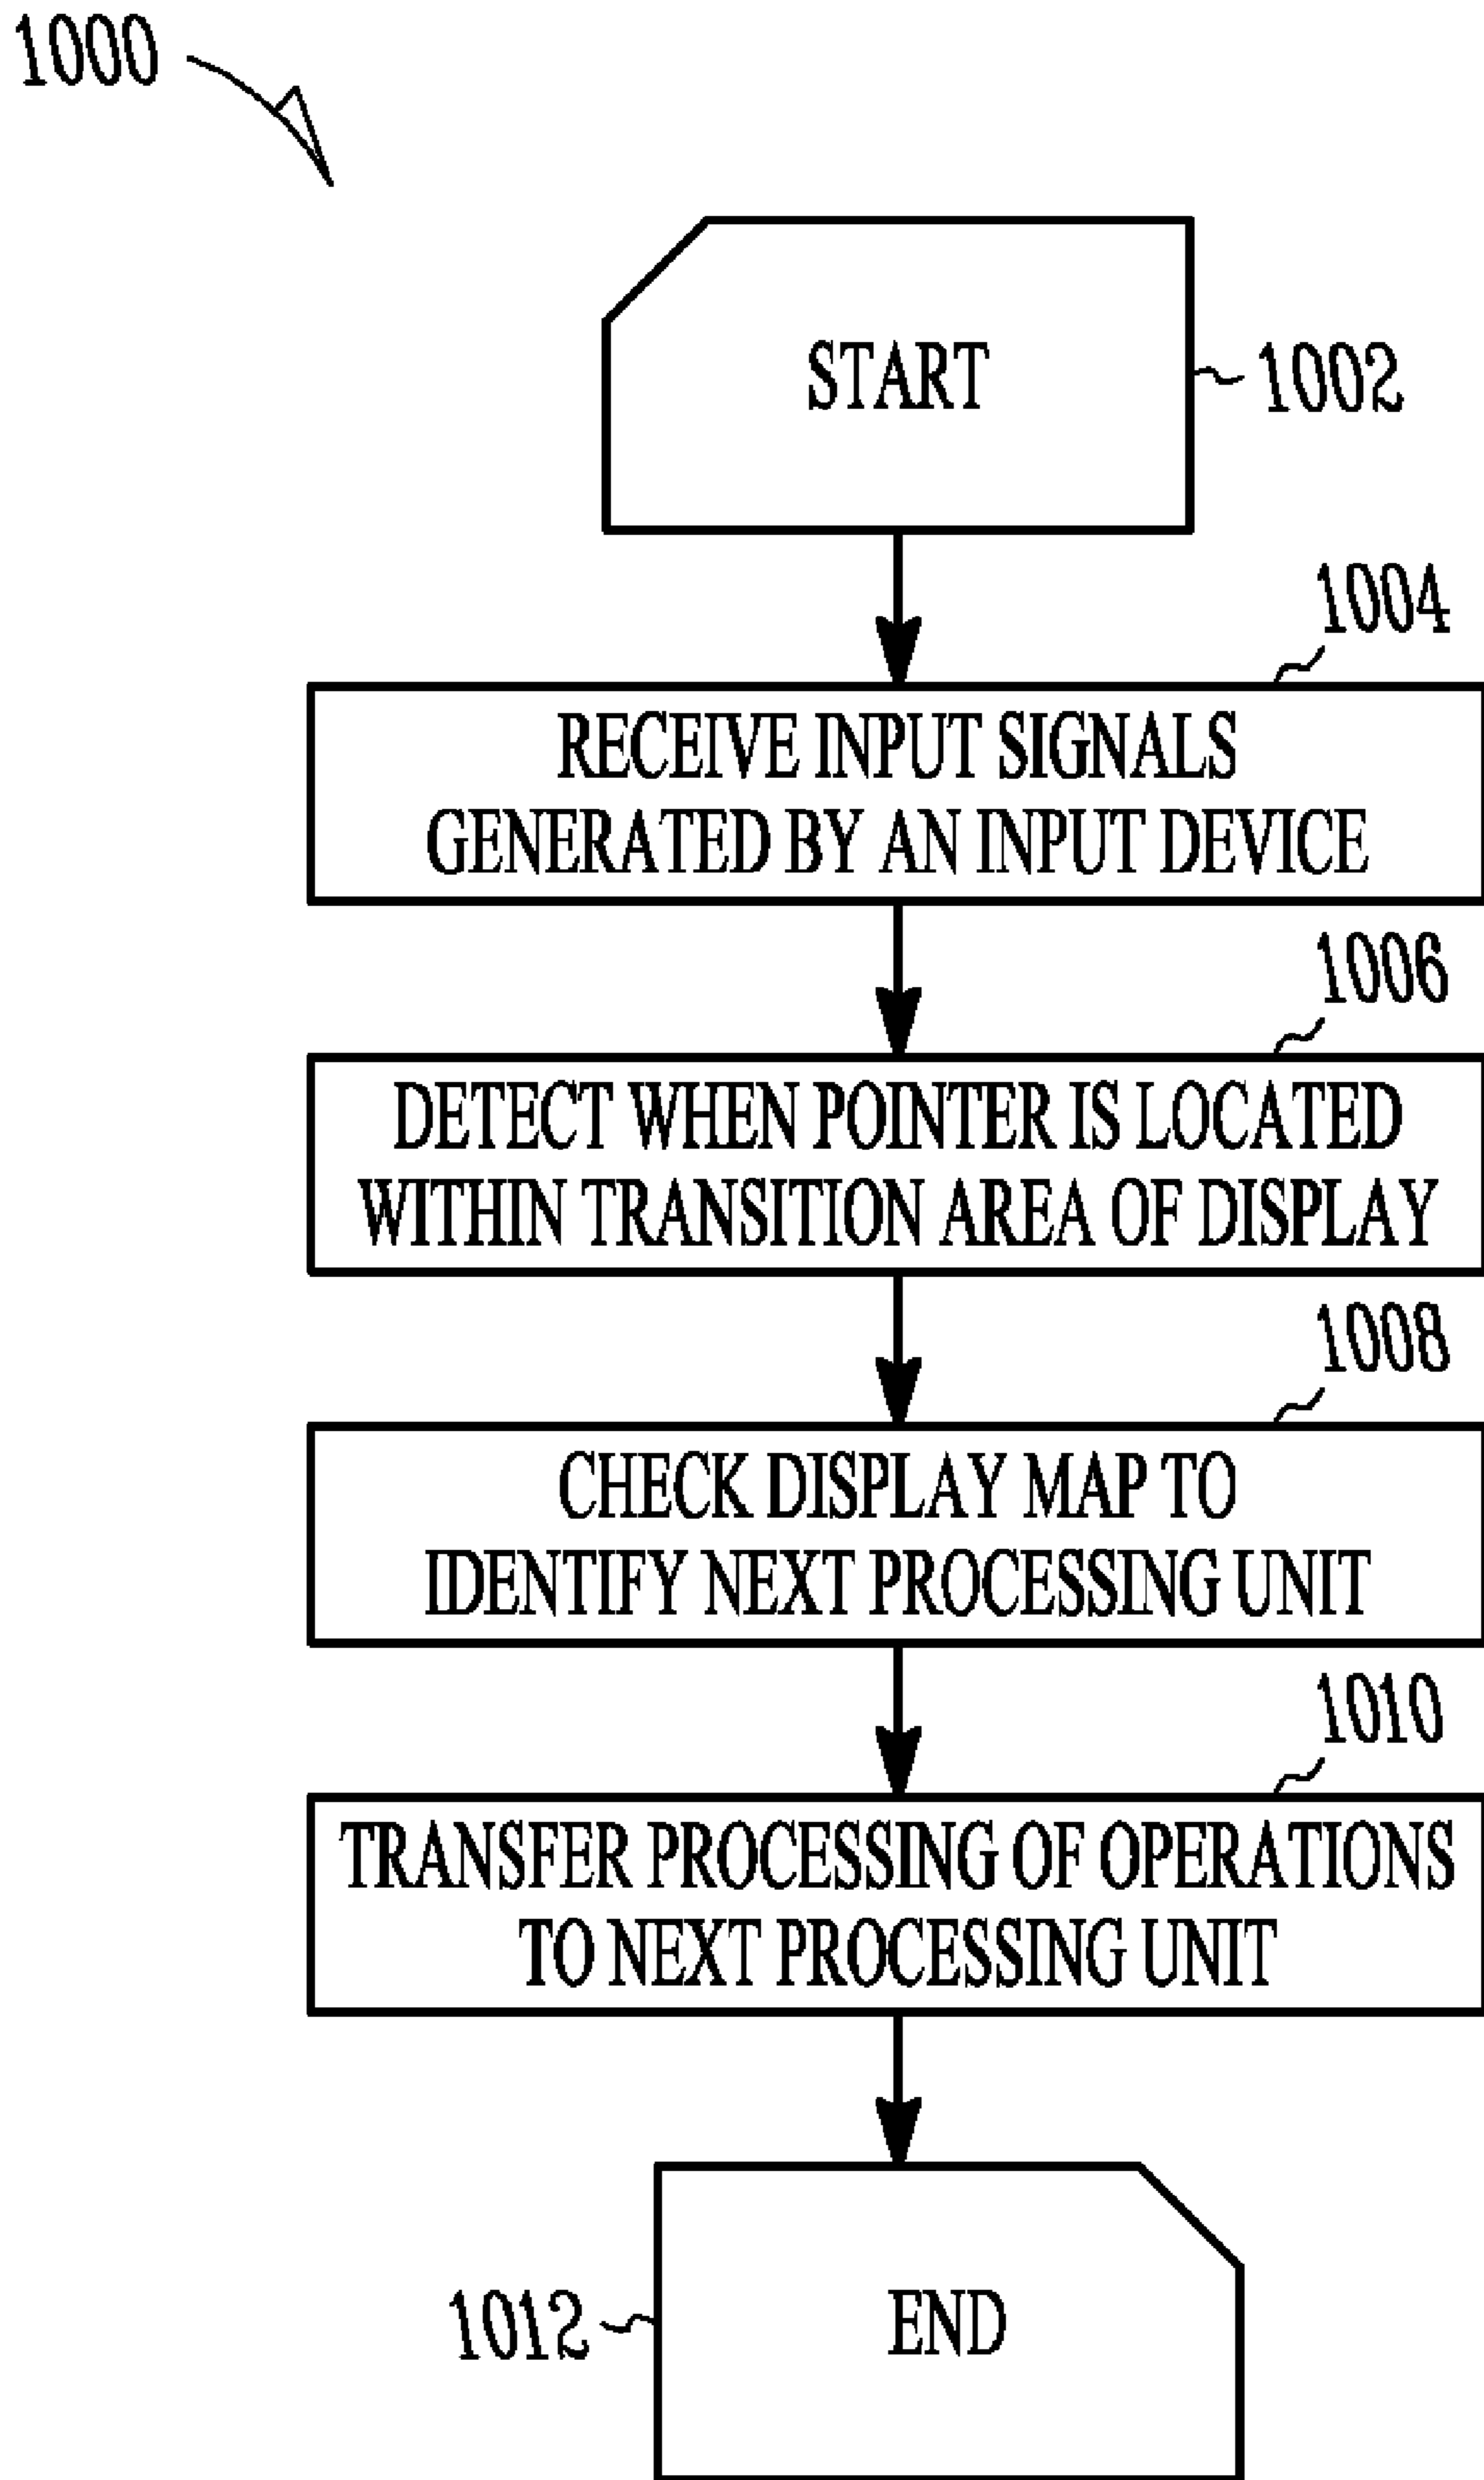 1000
START
1002
1004
RECEIVE INPUT SIGNALS
GENERATED BY AN INPUT DEVICE
1006
DETECT WHEN POINTER IS LOCATED
WITHIN TRANSITION AREA OF DISPLAY
1008
CHECK DISPLAY MAP TO
IDENTIFY NEXT PROCESSING UNIT
1010
TRANSFER PROCESSING OF OPERATIONS
TO NEXT PROCESSING UNIT
1012
END